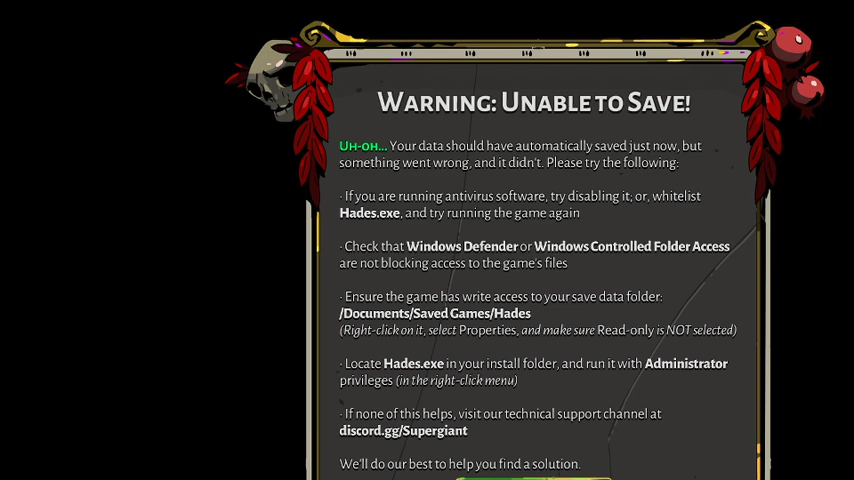 Warning: Unable to Save!
Uh-oh... Your data should have automatically saved just now, but
something went wrong, and it didn't. Please try the following:
· If you are running antivirus software, try disabling it; or, whitelist
Hades.exe, and try running the game again
· Check that Windows Defender or Windows Controlled Folder Access
are not blocking access to the game's files
· Ensure the game has write access to your save data folder:
/Documents/Saved Games/Hades
(Right-click on it, select Properties, and make sure Read-only is NOT selected)
· Locate Hades.exe in your install folder, and run it with Administrator
privileges (in the right-click menu)
· If none of this helps, visit our technical support channel at
discord.gg/Supergiant
We'll do our best to help you find a solution.